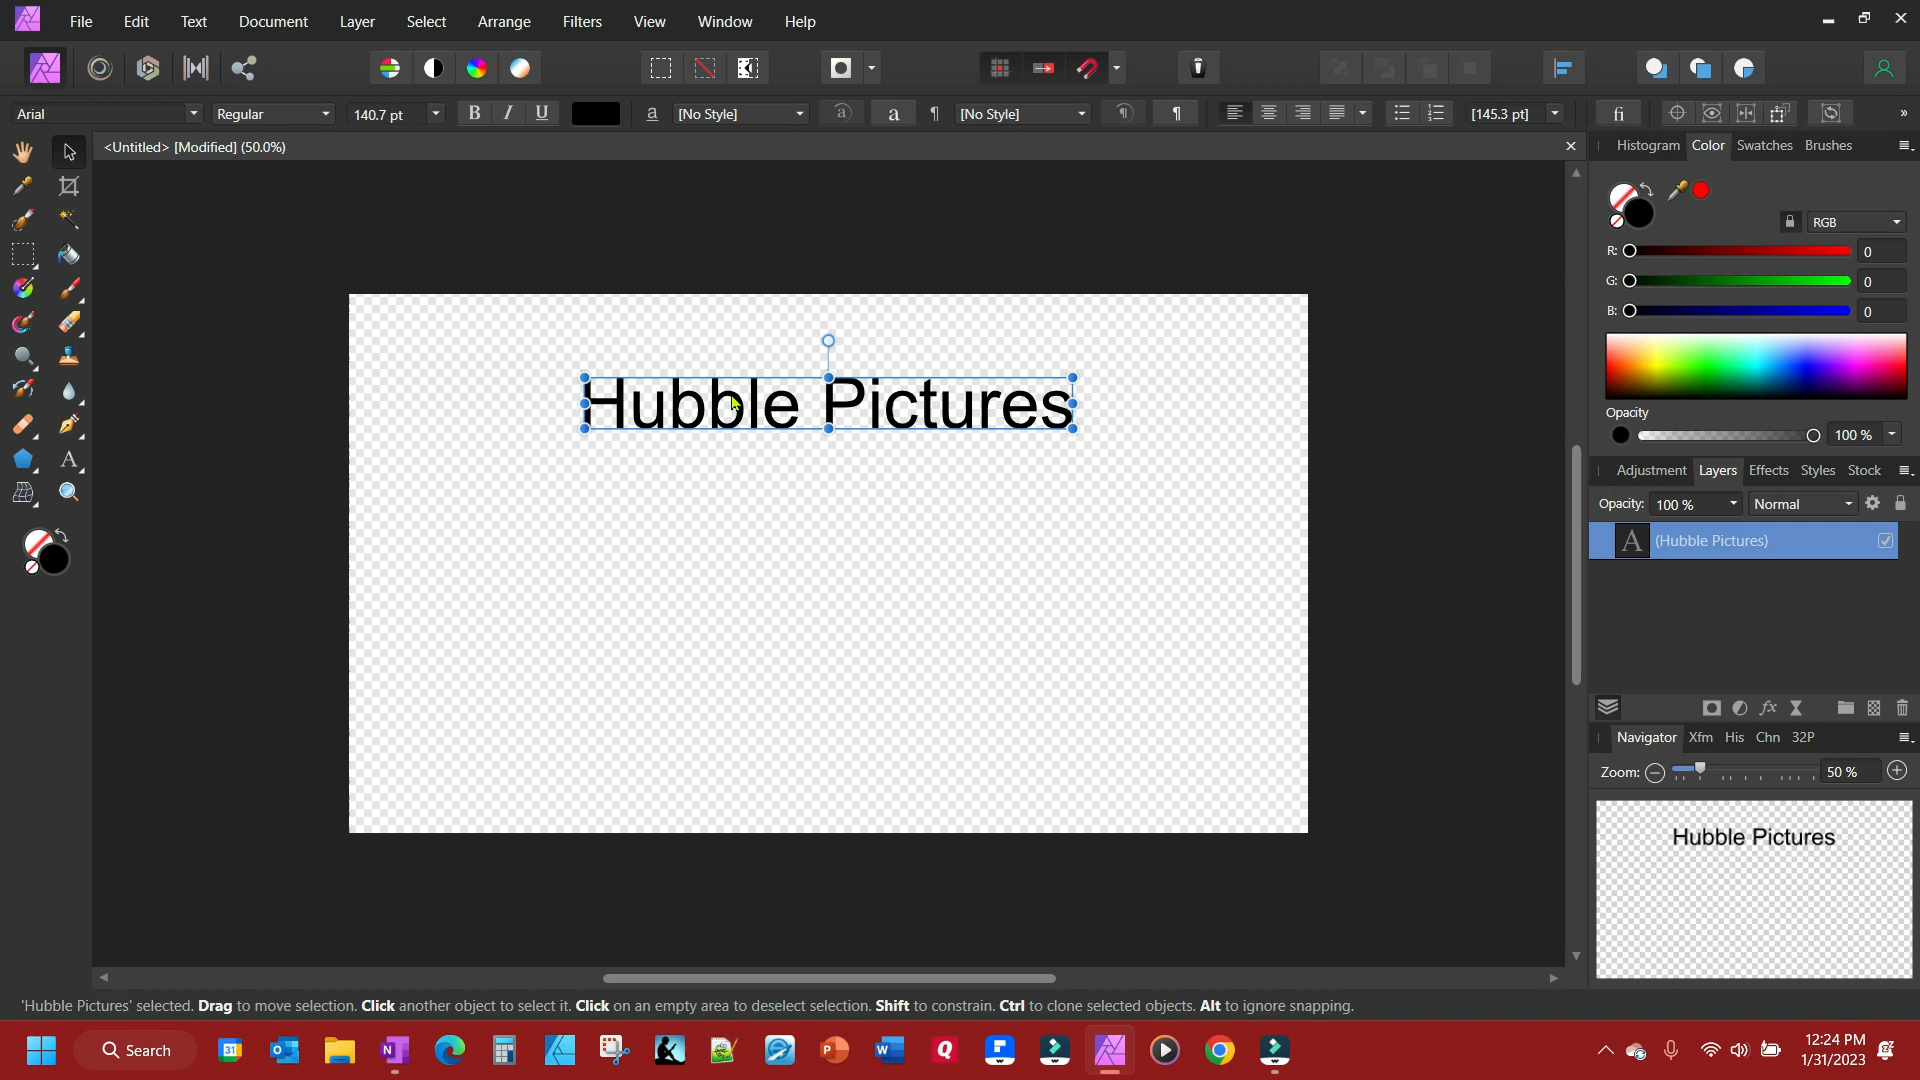 File Edit Text Document Layer Select Arrange Filters View Window Help
Arial Regular 140.7 pt B I U a [No Style] a a ¶ [No Style] ¶ ¶ [145.3 pt] fi »
<Untitled> [Modified] (50.0%)
Histogram Color Swatches Brushes
RGB
R: 0
G: 0
B: 0
Opacity
100 %
Hubble Pictures
Adjustment Layers Effects Styles Stock
Opacity: 100 % Normal
A (Hubble Pictures)
fx
Navigator Xfm His Chn 32P
Zoom: 50 %
Hubble Pictures
'Hubble Pictures' selected. Drag to move selection. Click another object to select it. Click on an empty area to deselect selection. Shift to constrain. Ctrl to clone selected objects. Alt to ignore snapping.
Search 31 12:24 PM
1/31/2023